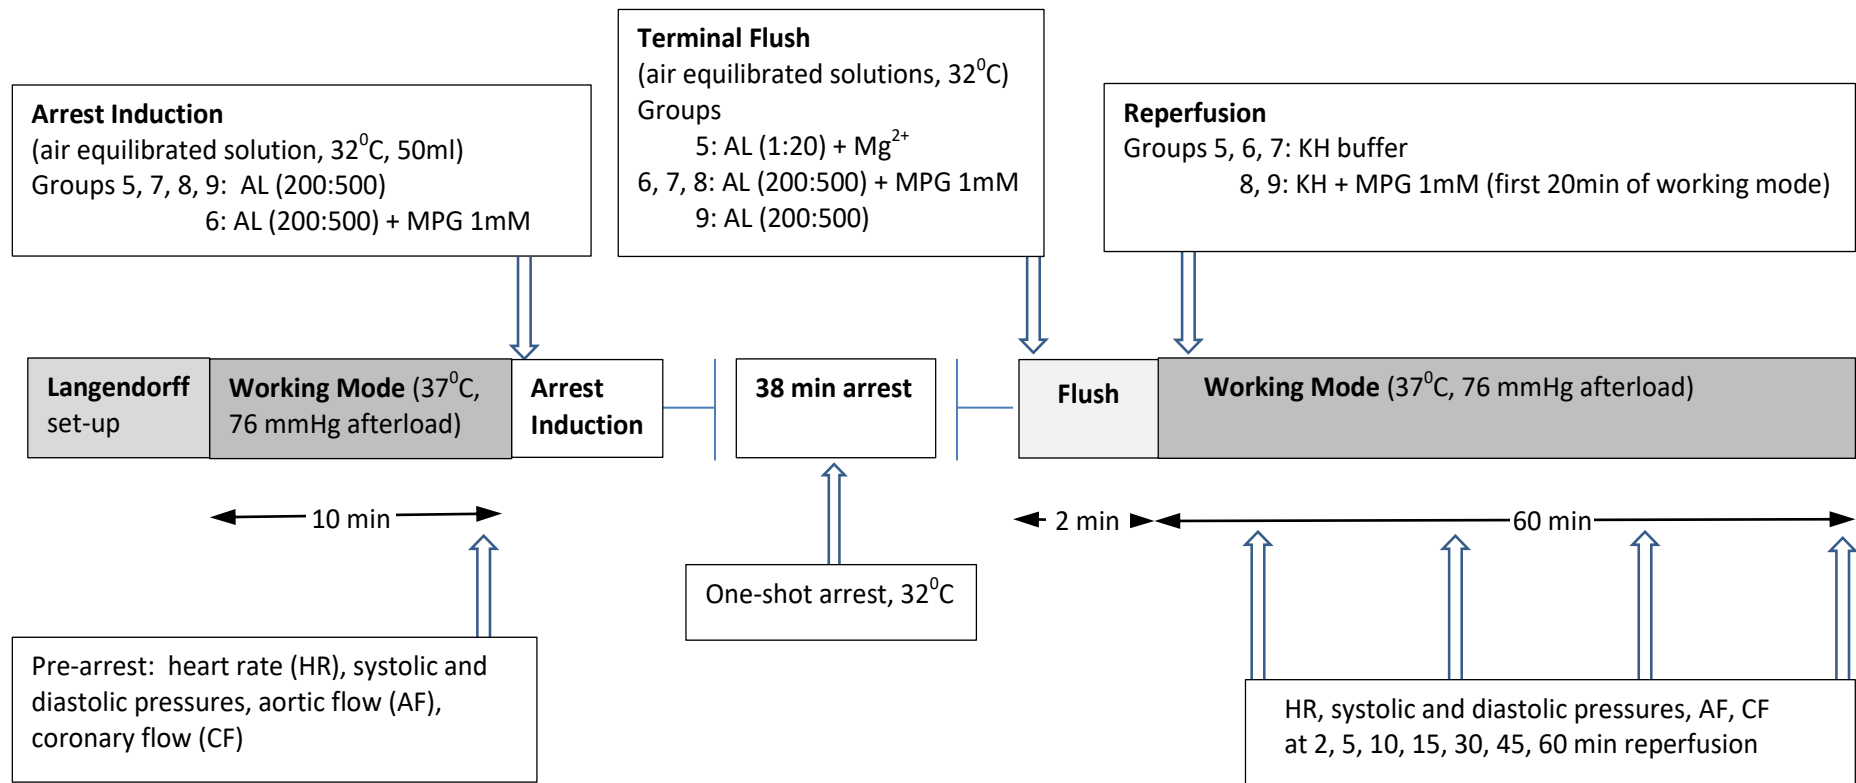 Terminal Flush
(air equilibrated solutions, 32⁰C)
Groups
5: AL (1:20) + Mg²⁺
6, 7, 8: AL (200:500) + MPG 1mM
9: AL (200:500)
Arrest Induction
(air equilibrated solution, 32⁰C, 50ml)
Groups 5, 7, 8, 9: AL (200:500)
6: AL (200:500) + MPG 1mM
Reperfusion
Groups 5, 6, 7: KH buffer
8, 9: KH + MPG 1mM (first 20min of working mode)
Langendorff
set-up
Working Mode (37⁰C,
76 mmHg afterload)
Arrest
Induction
38 min arrest
Flush
Working Mode (37⁰C, 76 mmHg afterload)
10 min
2 min
60 min
One-shot arrest, 32⁰C
Pre-arrest: heart rate (HR), systolic and
diastolic pressures, aortic flow (AF),
coronary flow (CF)
HR, systolic and diastolic pressures, AF, CF
at 2, 5, 10, 15, 30, 45, 60 min reperfusion